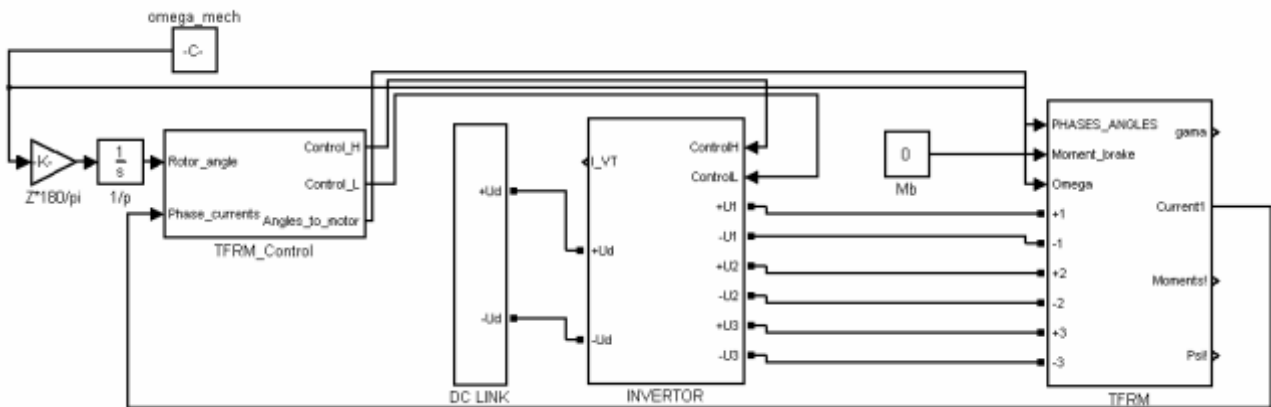 omega_mech
-C-
-K-
Z*180/pi
1
s
1/p
Rotor_angle
Phase_currents
Control_H
Control_L
Angles_to_motor
TFRM_Control
+Ud
-Ud
DC LINK
I_VT
+Ud
-Ud
ControlH
ControlL
+U1
-U1
+U2
-U2
+U3
-U3
INVERTOR
0
Mb
PHASES_ANGLES
Moment_brake
Omega
+1
-1
+2
-2
+3
-3
gama
Current1
Moments!
Psi!
TFRM